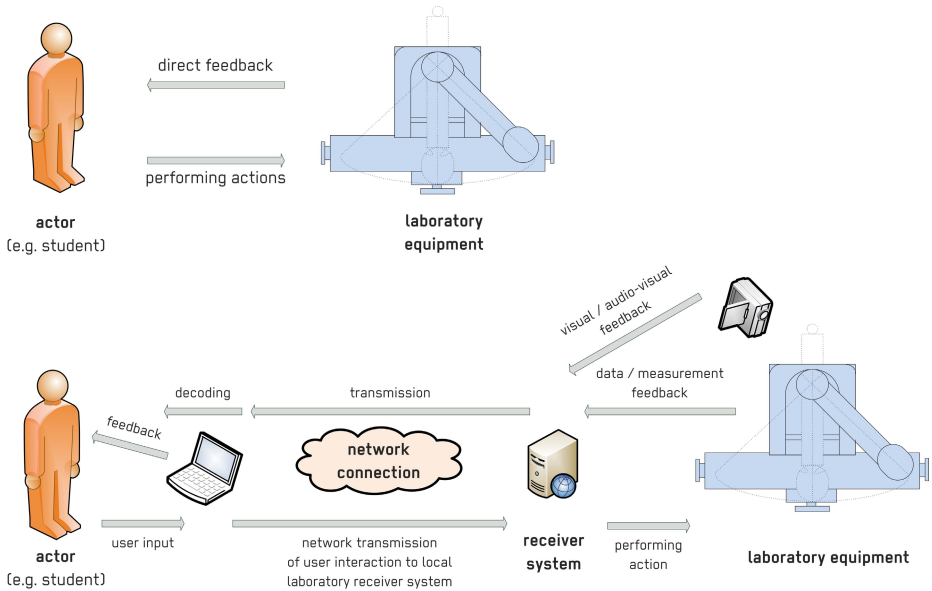 direct feedback
performing actions
actor
(e.g. student)
laboratory
equipment
visual / audio-visual
feedback
data / measurement
feedback
decoding
transmission
feedback
network
connection
user input
network transmission
of user interaction to local
laboratory receiver system
receiver
system
performing
action
laboratory equipment
actor
(e.g. student)